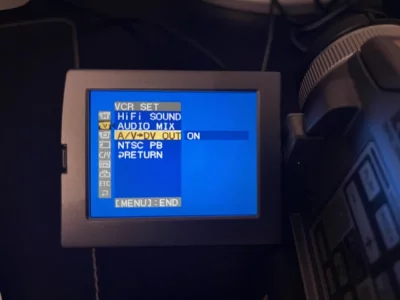 VCR SET
HiFi SOUND
AUDIO MIX
A/V→DV OUT ON
NTSC PB
RETURN
[MENU]:END